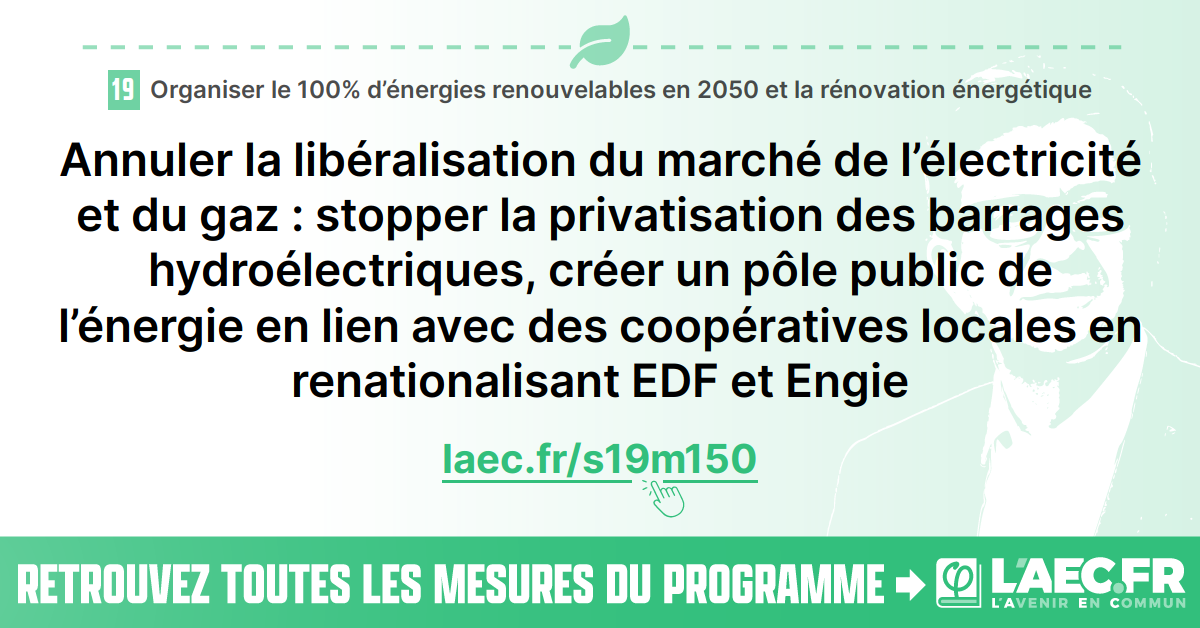 19 Organiser le 100% d’énergies renouvelables en 2050 et la rénovation énergétique
Annuler la libéralisation du marché de l’électricité
et du gaz : stopper la privatisation des barrages
hydroélectriques, créer un pôle public de
l’énergie en lien avec des coopératives locales en
renationalisant EDF et Engie
laec.fr/s19m150
RETROUVEZ TOUTES LES MESURES DU PROGRAMME → φ L'AEC.FR
L'AVENIR EN COMMUN